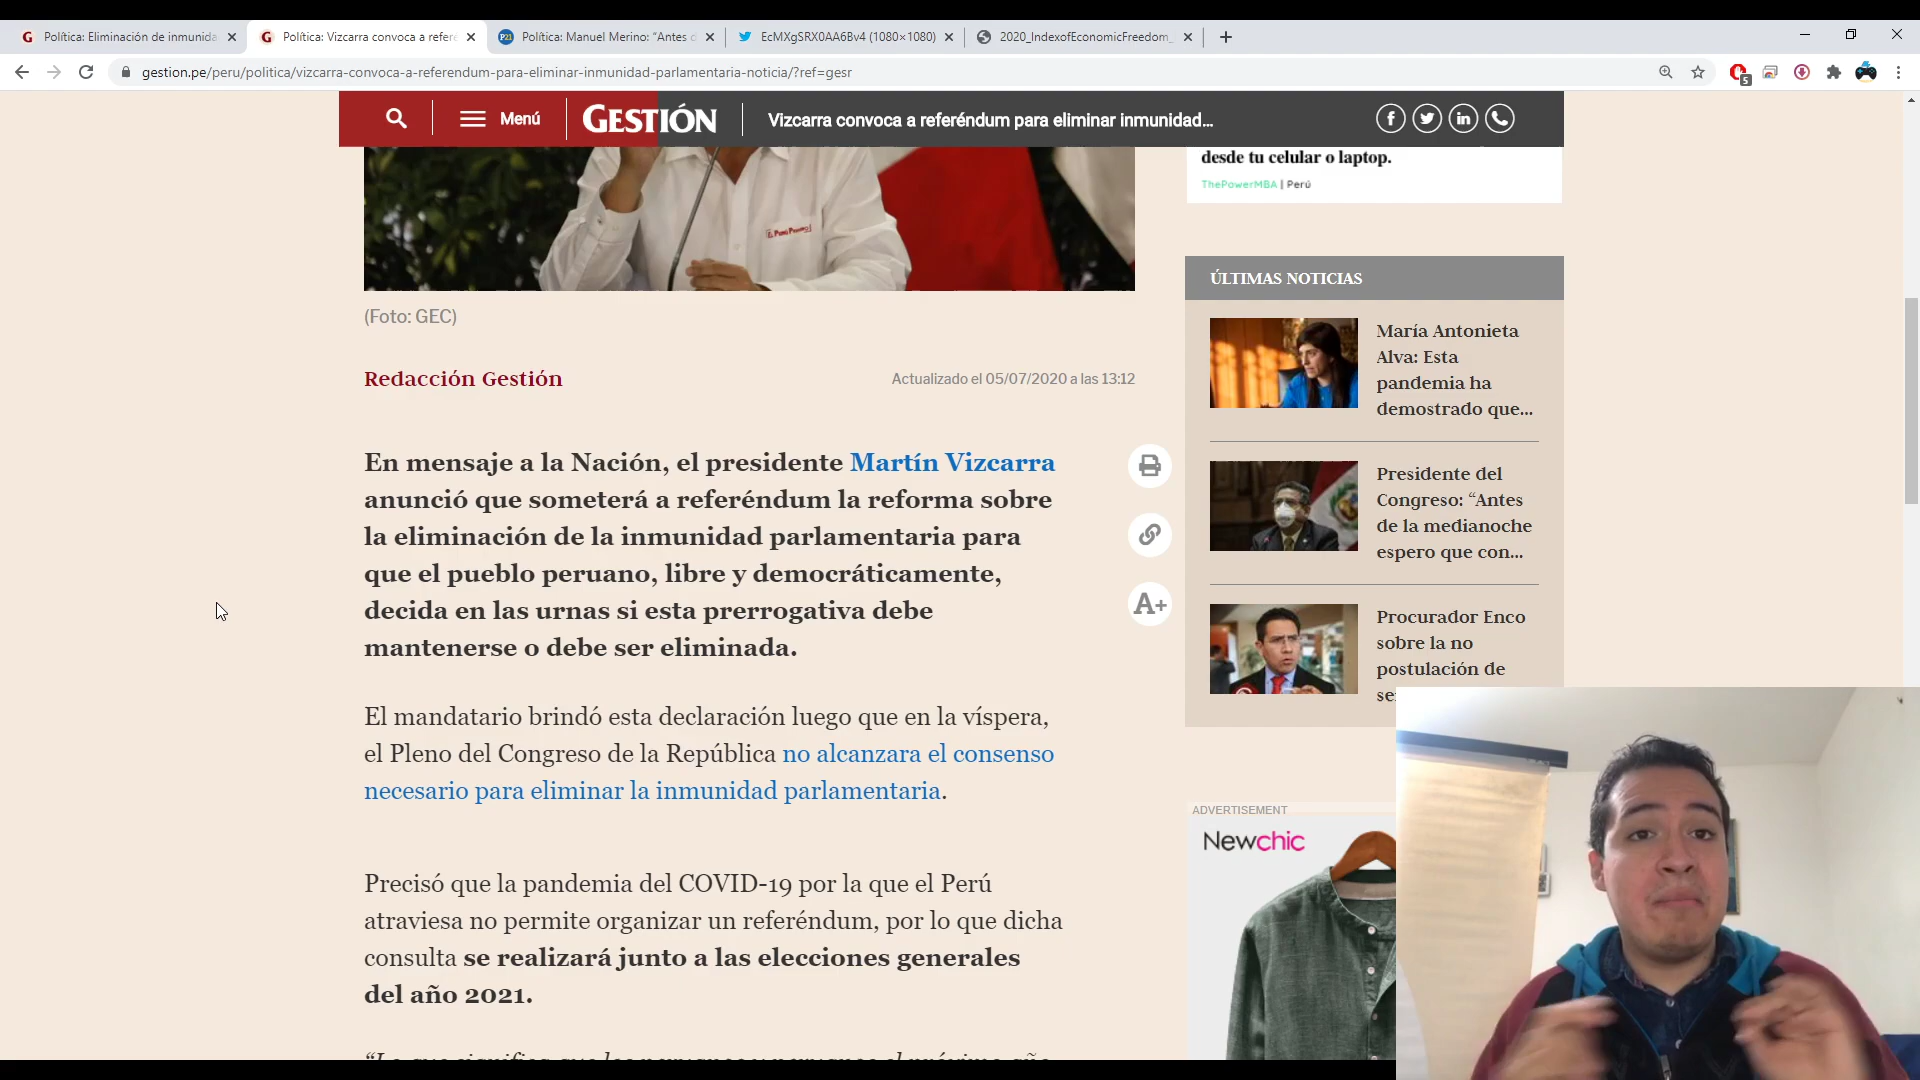 Política: Eliminación de inmunida
Política: Vizcarra convoca a refere
Política: Manuel Merino: “Antes d
EcMXgSRX0AA6Bv4 (1080×1080)
2020_IndexofEconomicFreedom_
gestion.pe/peru/politica/vizcarra-convoca-a-referendum-para-eliminar-inmunidad-parlamentaria-noticia/?ref=gesr
Menú
GESTIÓN
Vizcarra convoca a referéndum para eliminar inmunidad...
desde tu celular o laptop.
ThePowerMBA | Perú
(Foto: GEC)
Redacción Gestión
Actualizado el 05/07/2020 a las 13:12
En mensaje a la Nación, el presidente Martín Vizcarra
anunció que someterá a referéndum la reforma sobre
la eliminación de la inmunidad parlamentaria para
que el pueblo peruano, libre y democráticamente,
decida en las urnas si esta prerrogativa debe
mantenerse o debe ser eliminada.
El mandatario brindó esta declaración luego que en la víspera,
el Pleno del Congreso de la República no alcanzara el consenso
necesario para eliminar la inmunidad parlamentaria.
Precisó que la pandemia del COVID-19 por la que el Perú
atraviesa no permite organizar un referéndum, por lo que dicha
consulta se realizará junto a las elecciones generales
del año 2021.
A+
ÚLTIMAS NOTICIAS
María Antonieta
Alva: Esta
pandemia ha
demostrado que...
Presidente del
Congreso: “Antes
de la medianoche
espero que con...
Procurador Enco
sobre la no
postulación de
ADVERTISEMENT
Newchic